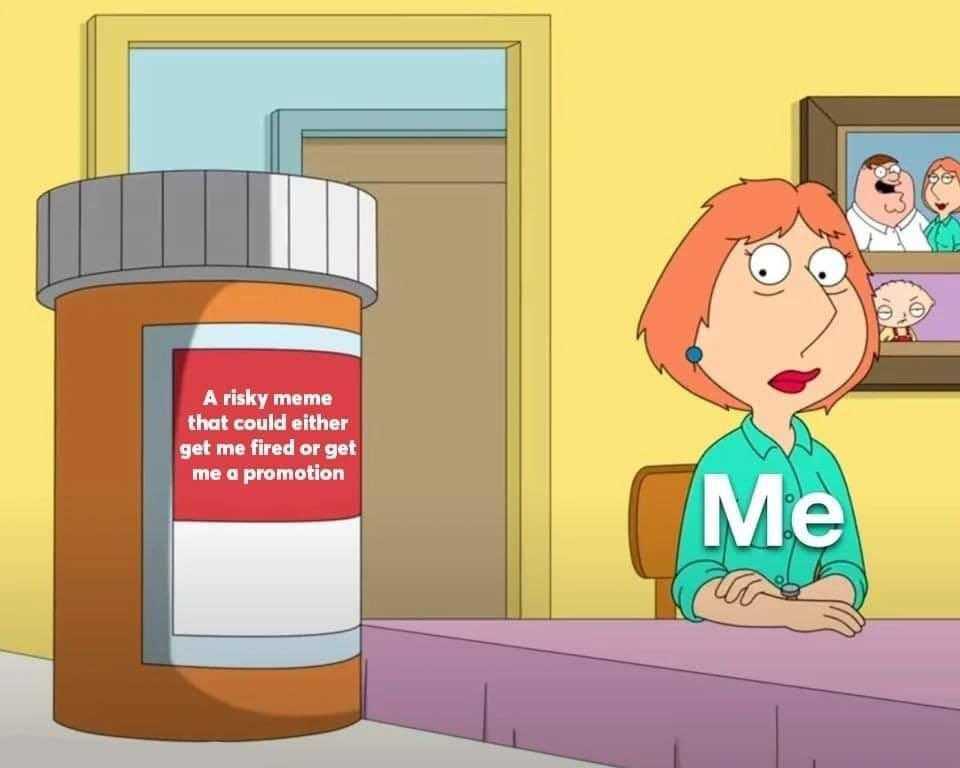 A risky meme
that could either
get me fired or get
me a promotion
Me